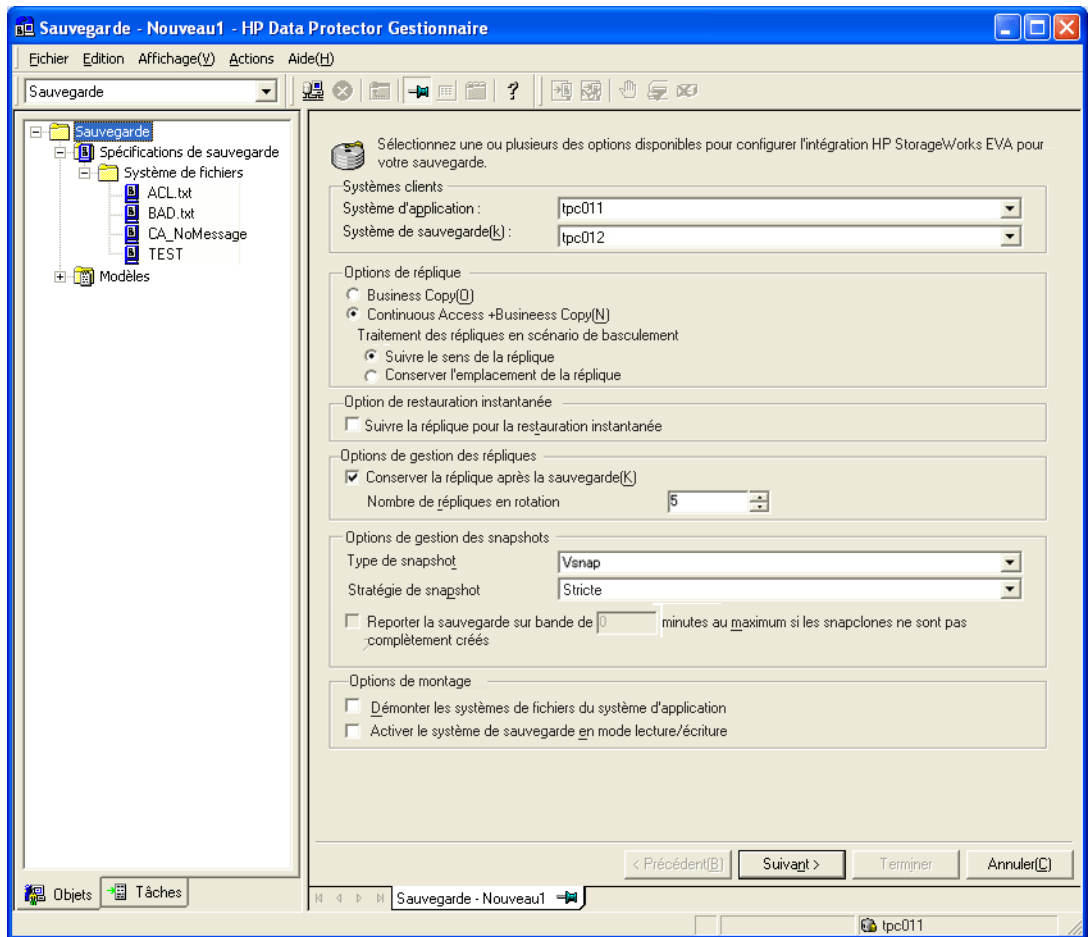 Sauvegarde - Nouveau1 - HP Data Protector Gestionnaire
Fichier Edition Affichage(V) Actions Aide(H)
Sauvegarde
Sauvegarde
Spécifications de sauvegarde
Système de fichiers
ACL.txt
BAD.txt
CA_NoMessage
TEST
Modèles
Objets
Tâches
Sélectionnez une ou plusieurs des options disponibles pour configurer l'intégration HP StorageWorks EVA pour
votre sauvegarde.
Systèmes clients
Système d'application : tpc011
Système de sauvegarde(k) : tpc012
Options de réplique
Business Copy(O)
Continuous Access +Busineess Copy(N)
Traitement des répliques en scénario de basculement
Suivre le sens de la réplique
Conserver l'emplacement de la réplique
Option de restauration instantanée
Suivre la réplique pour la restauration instantanée
Options de gestion des répliques
Conserver la réplique après la sauvegarde(K)
Nombre de répliques en rotation 5
Options de gestion des snapshots
Type de snapshot Vsnap
Stratégie de snapshot Stricte
Reporter la sauvegarde sur bande de 0 minutes au maximum si les snapclones ne sont pas
complètement créés
Options de montage
Démonter les systèmes de fichiers du système d'application
Activer le système de sauvegarde en mode lecture/écriture
< Précédent(B) Suivant > Terminer Annuler(C)
Sauvegarde - Nouveau1
tpc011